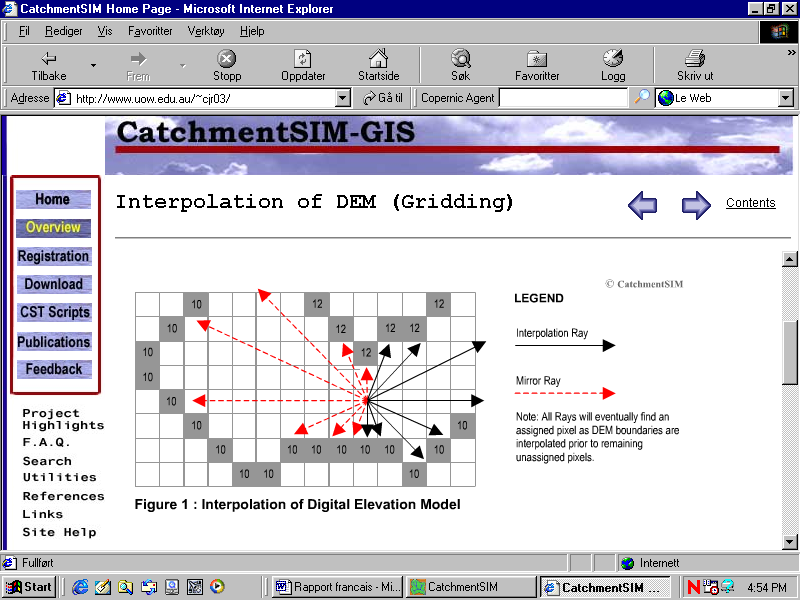 CatchmentSIM Home Page - Microsoft Internet Explorer
Fil Rediger Vis Favoritter Verktøy Hjelp
Tilbake Frem Stopp Oppdater Startside Søk Favoritter Logg Skriv ut
Adresse http://www.uow.edu.au/~cjr03/ Gå til Copernic Agent Le Web
CatchmentSIM-GIS
Home
Overview
Registration
Download
CST Scripts
Publications
Feedback
Project
Highlights
F.A.Q.
Search
Utilities
References
Links
Site Help
Interpolation of DEM (Gridding)
Contents
© CatchmentSIM
10 12 12
10 12 12 12
10 12
10
10
10 10
10 10 10 10 10 10 10
10 10 10
Figure 1 : Interpolation of Digital Elevation Model
LEGEND
Interpolation Ray
Mirror Ray
Note: All Rays will eventually find an
assigned pixel as DEM boundaries are
interpolated prior to remaining
unassigned pixels.
Fullført Internett
Start Rapport francais - Mi... CatchmentSIM CatchmentSIM ... 4:54 PM